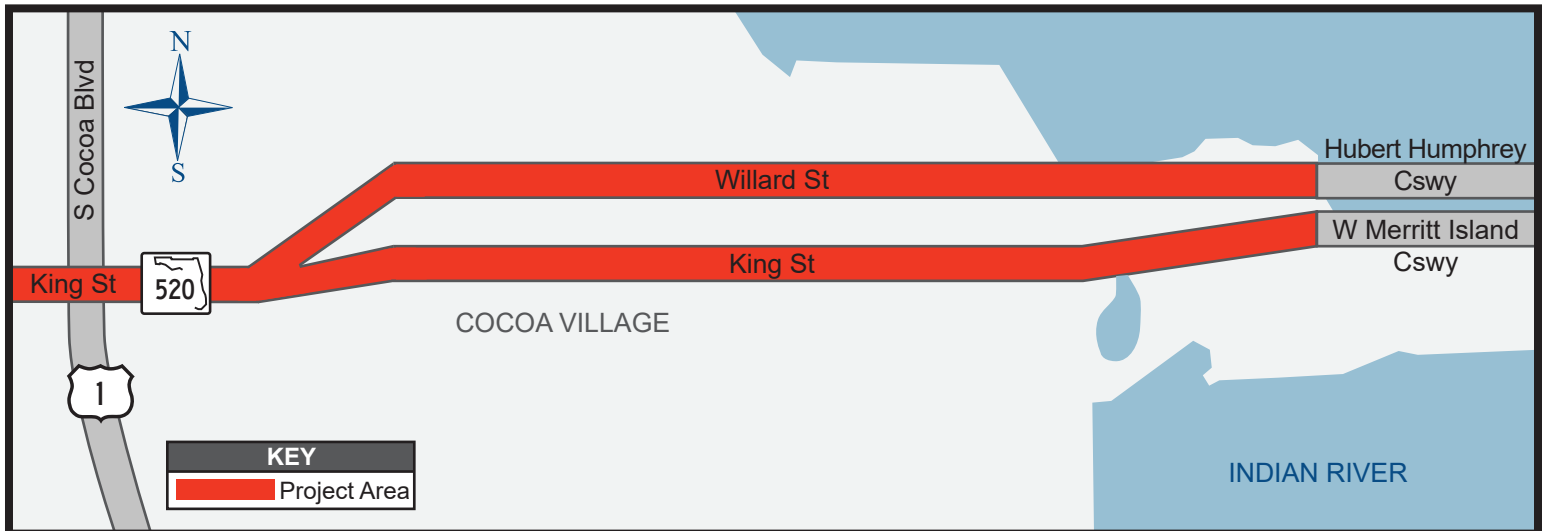 N
S
S Cocoa Blvd
Hubert Humphrey
Cswy
Willard St
W Merritt Island
Cswy
King St
King St
520
COCOA VILLAGE
1
KEY
Project Area
INDIAN RIVER